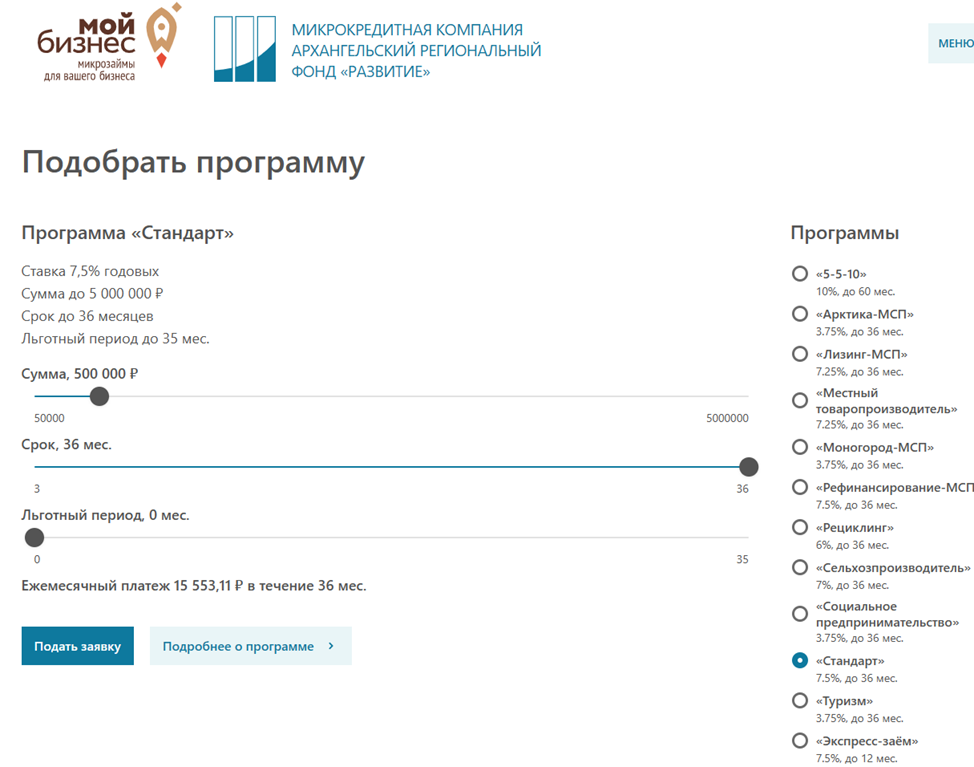 мой
бизнес
микрозаймы
для вашего бизнеса
МИКРОКРЕДИТНАЯ КОМПАНИЯ
АРХАНГЕЛЬСКИЙ РЕГИОНАЛЬНЫЙ
ФОНД «РАЗВИТИЕ»
МЕНЮ
Подобрать программу
Программа «Стандарт»
Ставка 7,5% годовых
Сумма до 5 000 000 ₽
Срок до 36 месяцев
Льготный период до 35 мес.
Сумма, 500 000 ₽
50000
5000000
Срок, 36 мес.
3
36
Льготный период, 0 мес.
0
35
Ежемесячный платеж 15 553,11 ₽ в течение 36 мес.
Подать заявку
Подробнее о программе
Программы
«5-5-10»
10%, до 60 мес.
«Арктика-МСП»
3.75%, до 36 мес.
«Лизинг-МСП»
7.25%, до 36 мес.
«Местный
товаропроизводитель»
7.25%, до 36 мес.
«Моногород-МСП»
3.75%, до 36 мес.
«Рефинансирование-МСП
7.5%, до 36 мес.
«Рециклинг»
6%, до 36 мес.
«Сельхозпроизводитель»
7%, до 36 мес.
«Социальное
предпринимательство»
3.75%, до 36 мес.
«Стандарт»
7.5%, до 36 мес.
«Туризм»
3.75%, до 36 мес.
«Экспресс-заём»
7.5%, до 12 мес.